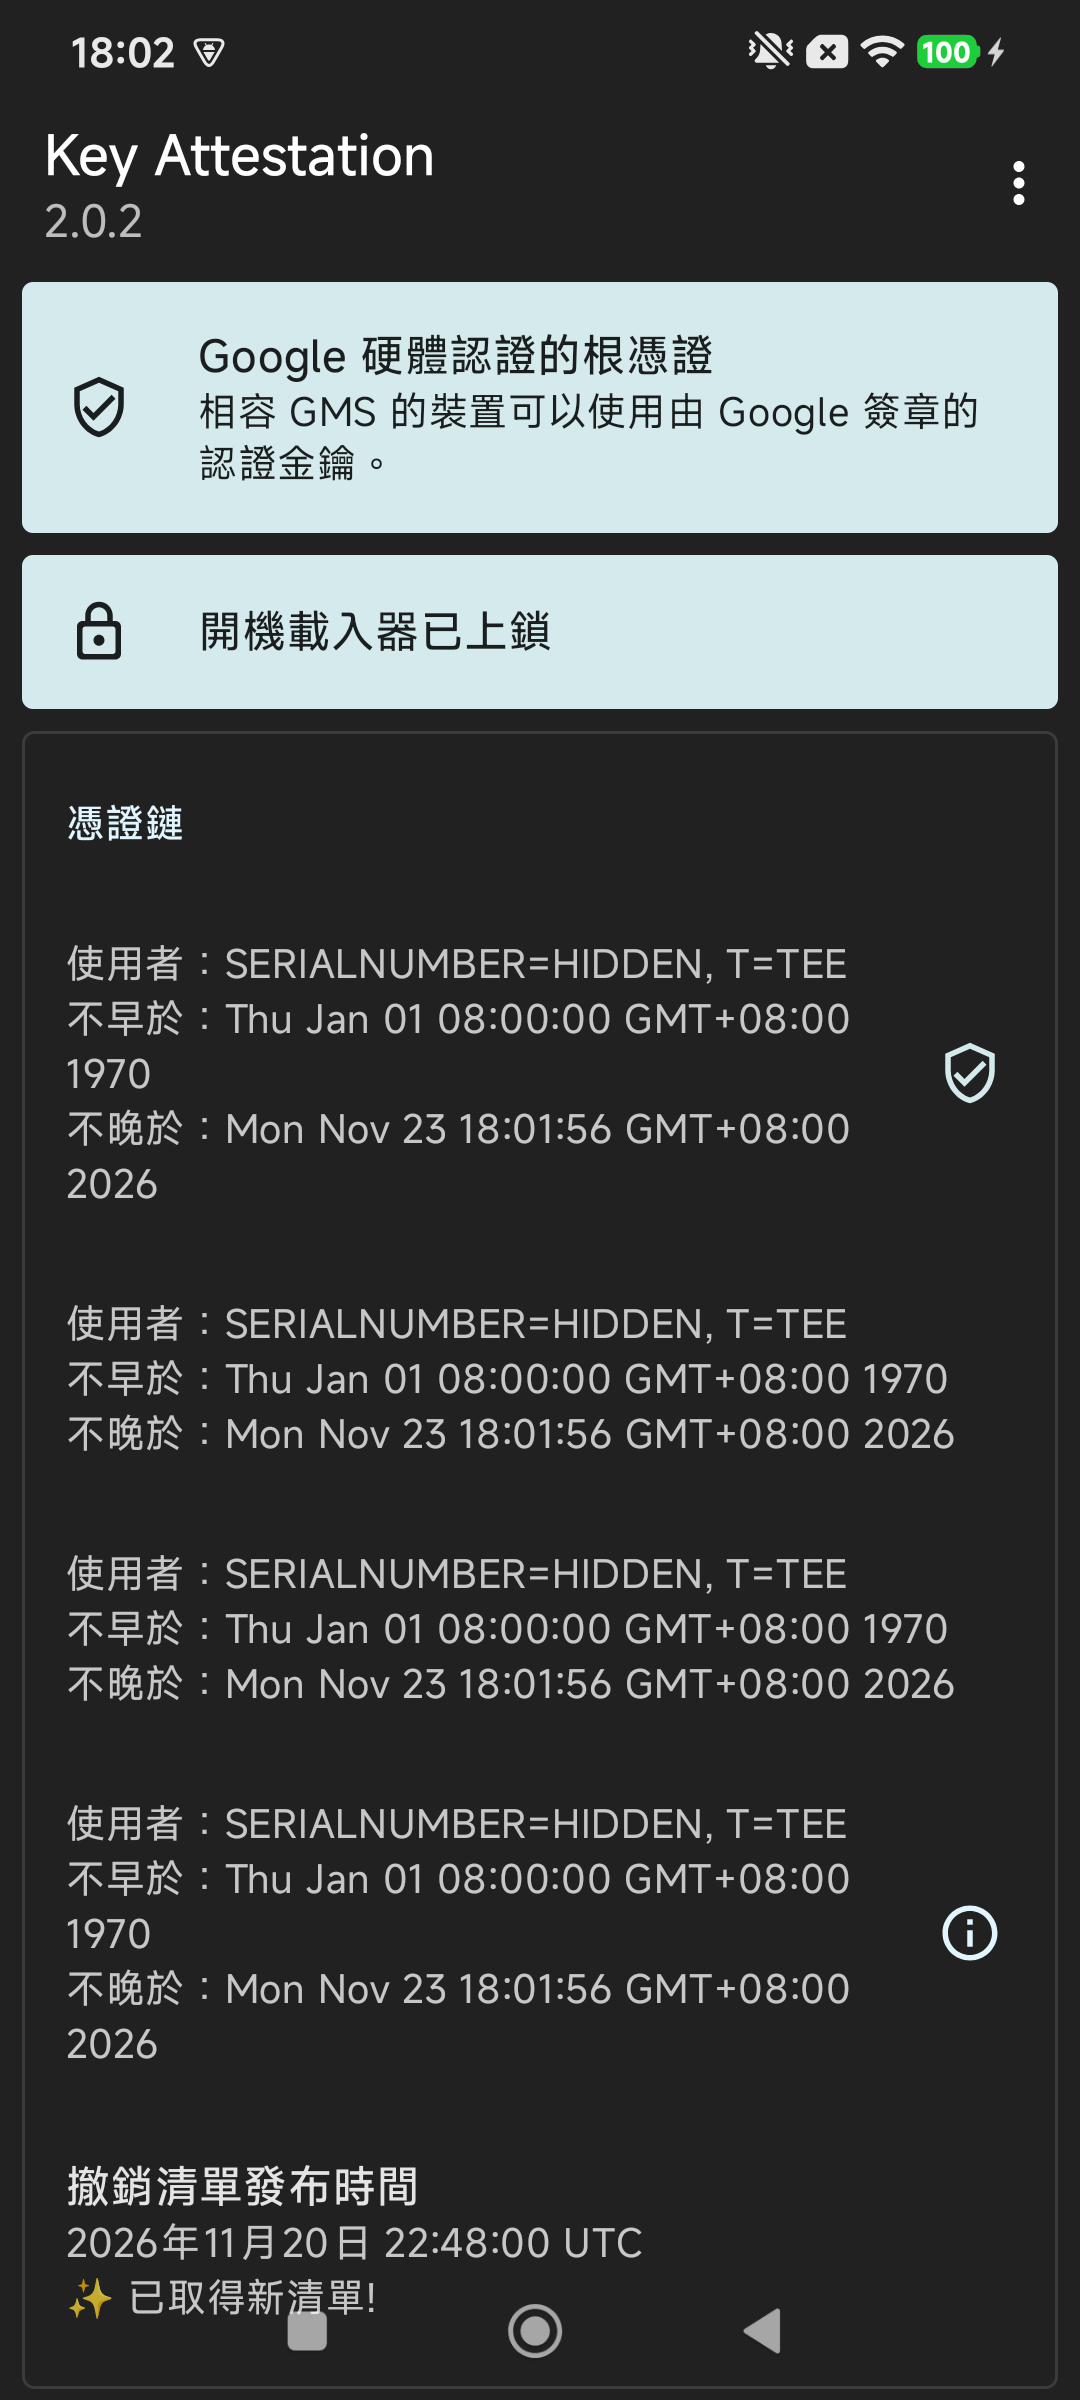 18:02
100
Key Attestation
2.0.2
Google 硬體認證的根憑證
相容 GMS 的裝置可以使用由 Google 簽章的
認證金鑰。
開機載入器已上鎖
憑證鏈
使用者：SERIALNUMBER=HIDDEN, T=TEE
不早於：Thu Jan 01 08:00:00 GMT+08:00
1970
不晚於：Mon Nov 23 18:01:56 GMT+08:00
2026
使用者：SERIALNUMBER=HIDDEN, T=TEE
不早於：Thu Jan 01 08:00:00 GMT+08:00 1970
不晚於：Mon Nov 23 18:01:56 GMT+08:00 2026
使用者：SERIALNUMBER=HIDDEN, T=TEE
不早於：Thu Jan 01 08:00:00 GMT+08:00 1970
不晚於：Mon Nov 23 18:01:56 GMT+08:00 2026
使用者：SERIALNUMBER=HIDDEN, T=TEE
不早於：Thu Jan 01 08:00:00 GMT+08:00
1970
不晚於：Mon Nov 23 18:01:56 GMT+08:00
2026
撤銷清單發布時間
2026年11月20日 22:48:00 UTC
✨ 已取得新清單!